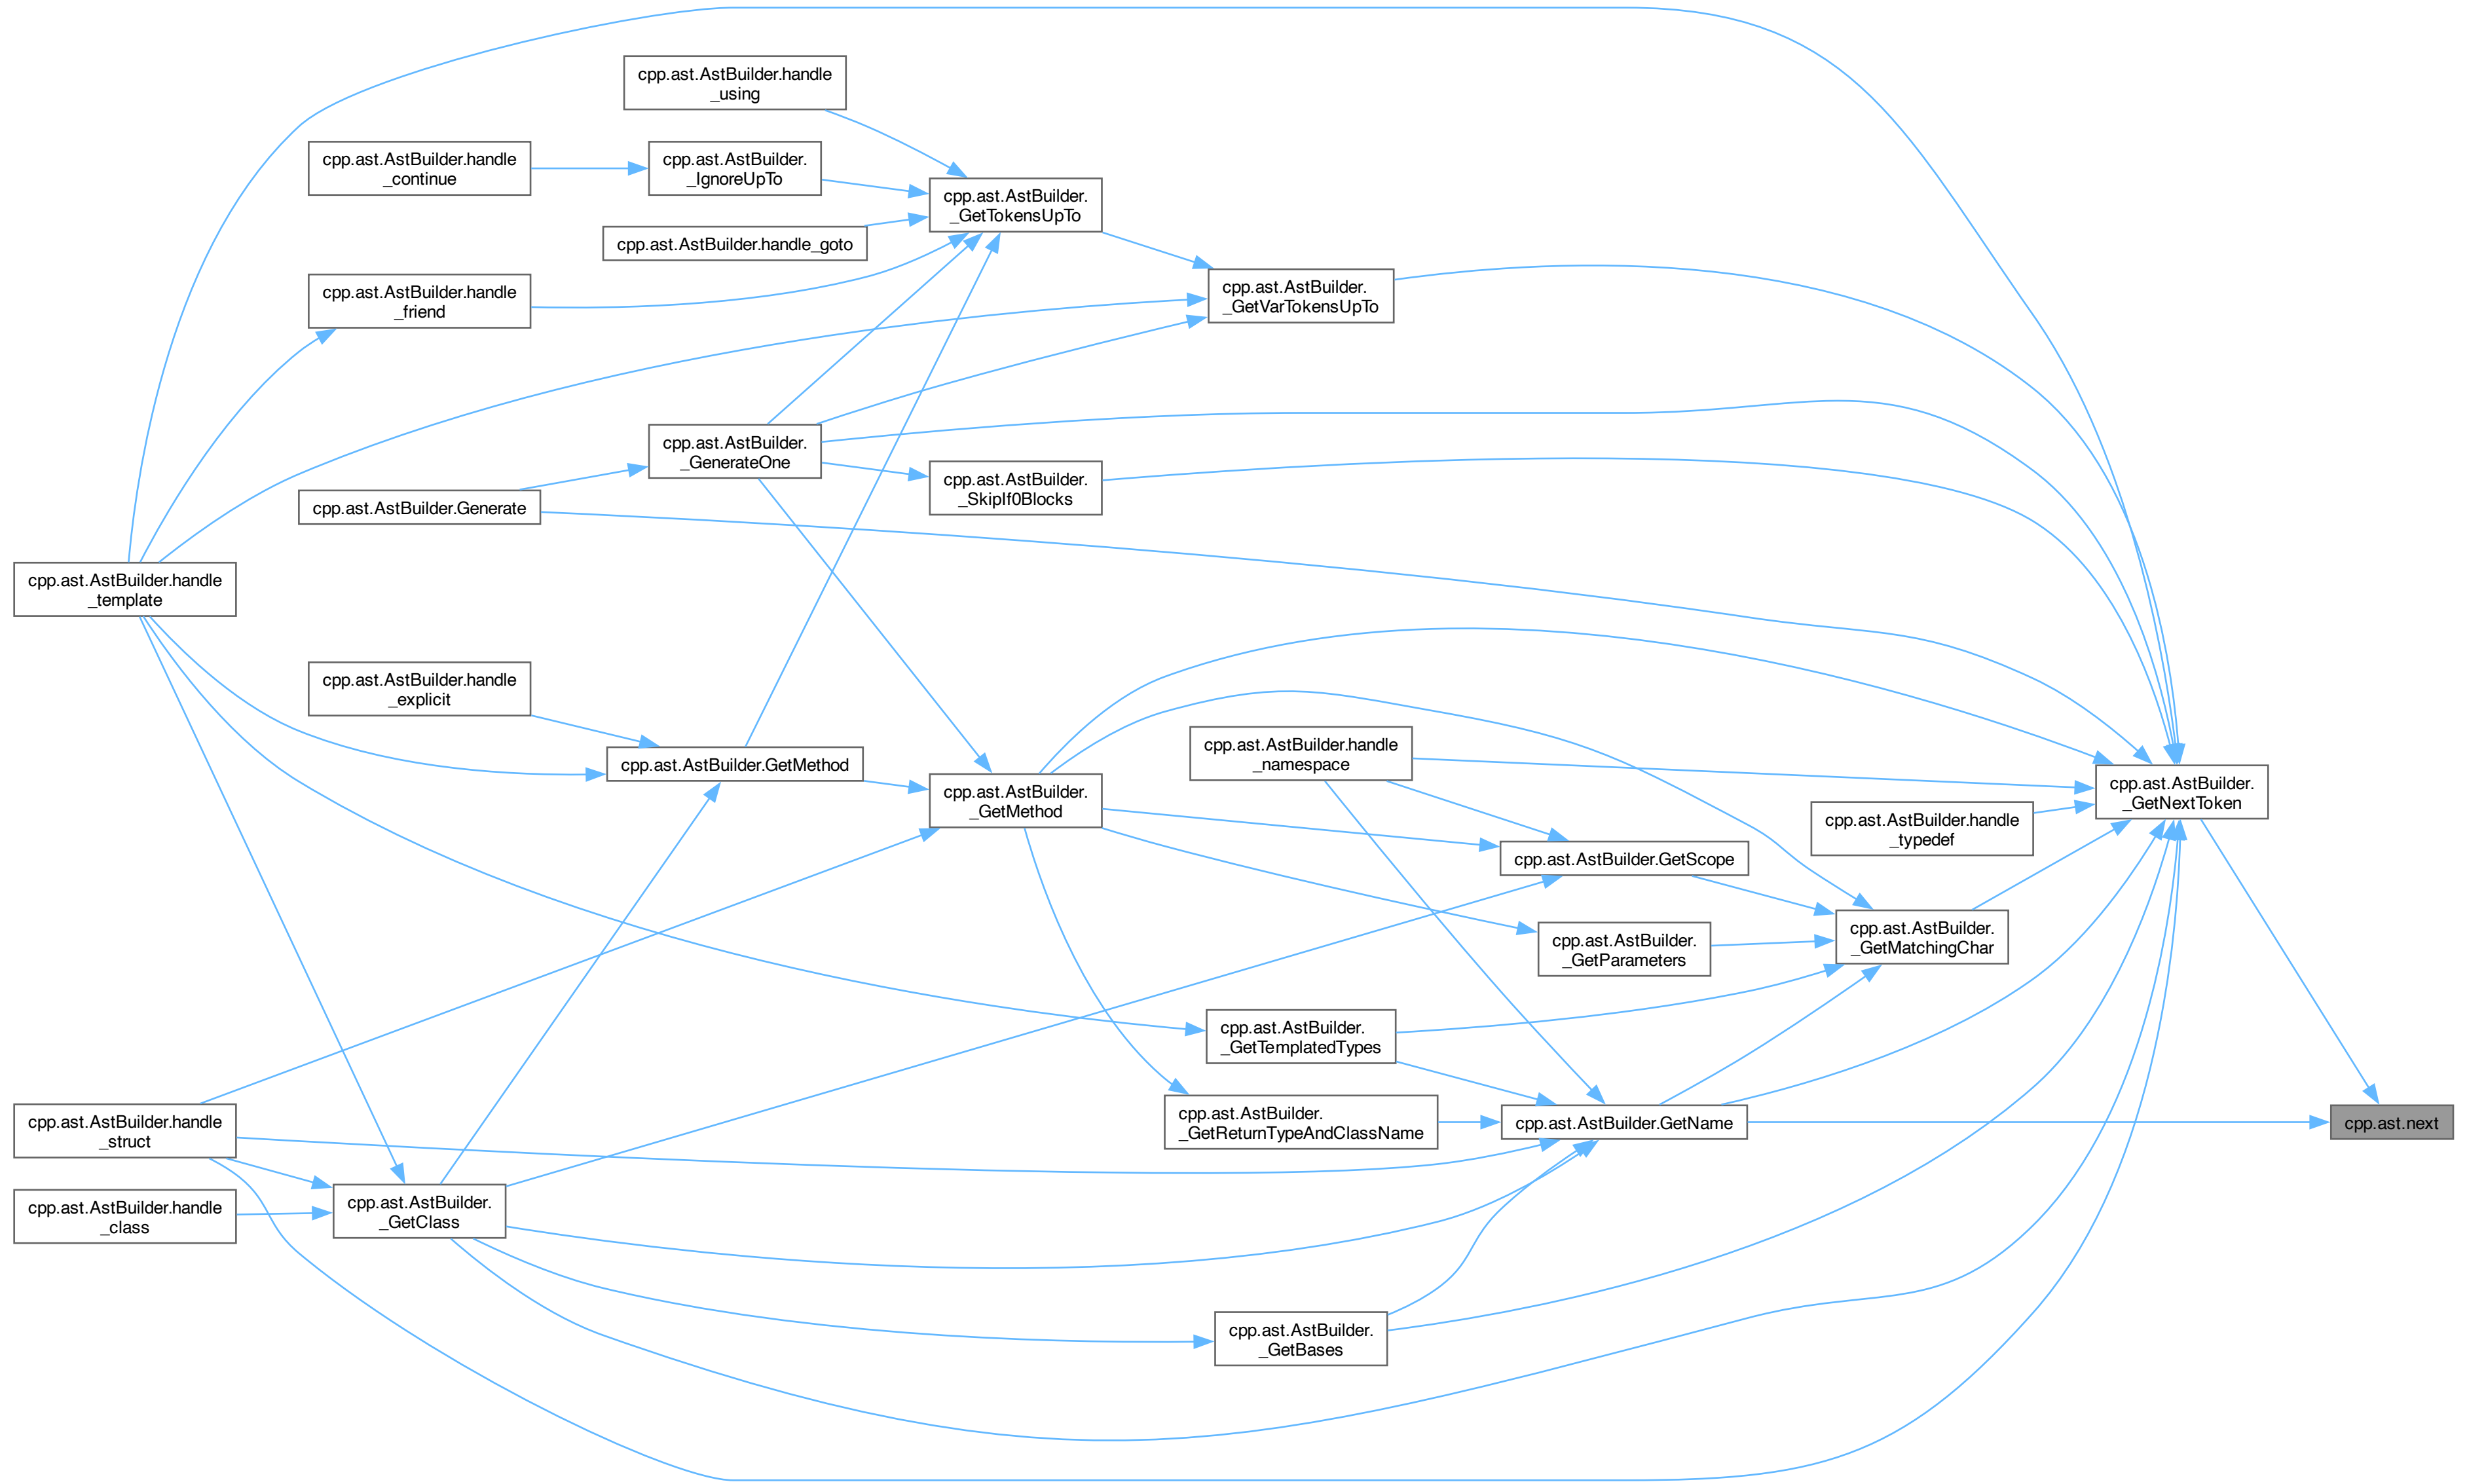 cpp.ast.AstBuilder.handle
_using
cpp.ast.AstBuilder.handle
_continue
cpp.ast.AstBuilder.
_IgnoreUpTo
cpp.ast.AstBuilder.
_GetTokensUpTo
cpp.ast.AstBuilder.handle_goto
cpp.ast.AstBuilder.handle
_friend
cpp.ast.AstBuilder.
_GetVarTokensUpTo
cpp.ast.AstBuilder.
_GenerateOne
cpp.ast.AstBuilder.
_SkipIf0Blocks
cpp.ast.AstBuilder.Generate
cpp.ast.AstBuilder.handle
_template
cpp.ast.AstBuilder.handle
_explicit
cpp.ast.AstBuilder.GetMethod
cpp.ast.AstBuilder.
_GetMethod
cpp.ast.AstBuilder.handle
_namespace
cpp.ast.AstBuilder.
_GetNextToken
cpp.ast.AstBuilder.handle
_typedef
cpp.ast.AstBuilder.GetScope
cpp.ast.AstBuilder.
_GetParameters
cpp.ast.AstBuilder.
_GetMatchingChar
cpp.ast.AstBuilder.
_GetTemplatedTypes
cpp.ast.AstBuilder.handle
_struct
cpp.ast.AstBuilder.
_GetReturnTypeAndClassName
cpp.ast.AstBuilder.GetName
cpp.ast.next
cpp.ast.AstBuilder.handle
_class
cpp.ast.AstBuilder.
_GetClass
cpp.ast.AstBuilder.
_GetBases